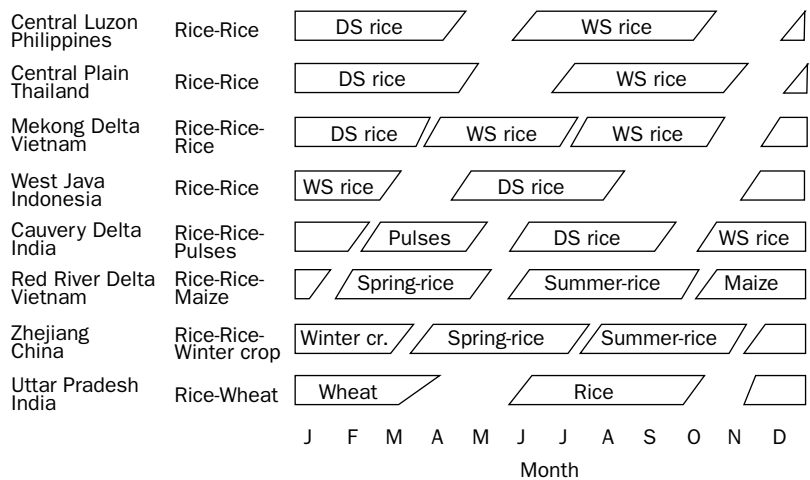 Central Luzon
Philippines
Rice-Rice
DS rice
WS rice
Central Plain
Thailand
Rice-Rice
DS rice
WS rice
Mekong Delta
Vietnam
Rice-Rice-
Rice
DS rice
WS rice
WS rice
West Java
Indonesia
Rice-Rice
WS rice
DS rice
Cauvery Delta
India
Rice-Rice-
Pulses
Pulses
DS rice
WS rice
Red River Delta
Vietnam
Rice-Rice-
Maize
Spring-rice
Summer-rice
Maize
Zhejiang
China
Rice-Rice-
Winter crop
Winter cr.
Spring-rice
Summer-rice
Uttar Pradesh
India
Rice-Wheat
Wheat
Rice
J F M A M J J A S O N D
Month